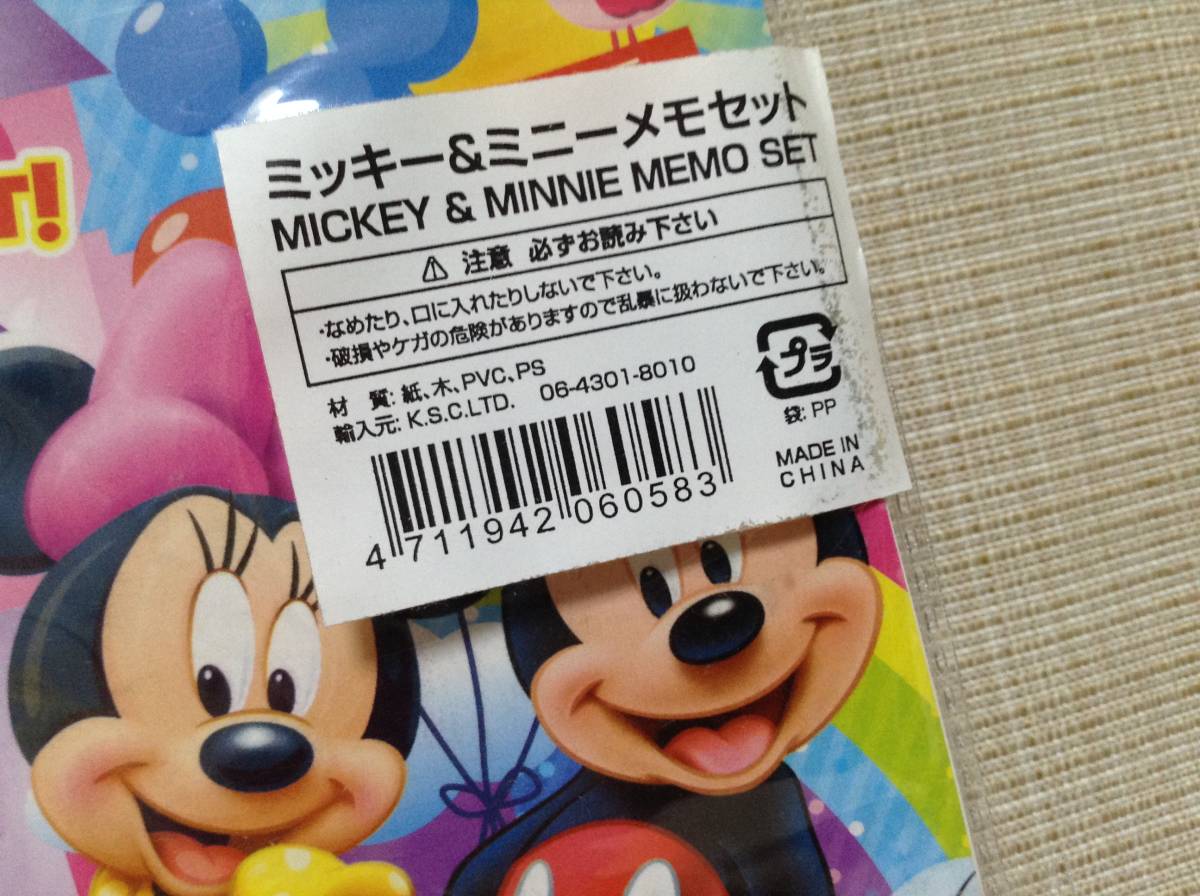 ミッキー&ミニーメモセット
MICKEY & MINNIE MEMO SET
⚠ 注意 必ずお読み下さい
・なめたり、口に入れたりしないで下さい。
・破損やケガの危険がありますので乱暴に扱わないで下さい。
材 質: 紙、木、PVC、PS
輸入元: K.S.C.LTD. 06-4301-8010
プラ
袋: PP
MADE IN
CHINA
4 711942 060583